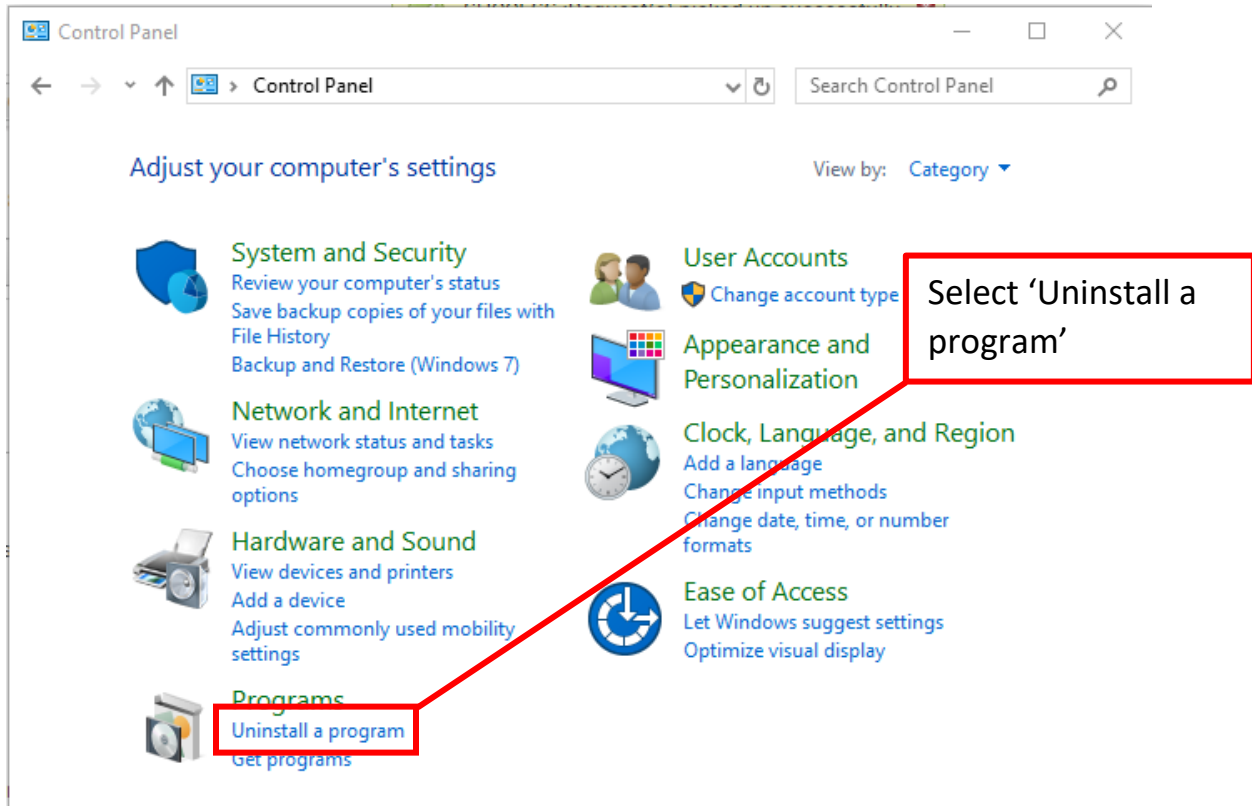 Control Panel
Control Panel
Search Control Panel
Adjust your computer's settings
View by: Category
System and Security
Review your computer's status
Save backup copies of your files with
File History
Backup and Restore (Windows 7)
Network and Internet
View network status and tasks
Choose homegroup and sharing
options
Hardware and Sound
View devices and printers
Add a device
Adjust commonly used mobility
settings
Programs
Uninstall a program
Get programs
User Accounts
Change account type
Appearance and
Personalization
Clock, Language, and Region
Add a language
Change input methods
Change date, time, or number
formats
Ease of Access
Let Windows suggest settings
Optimize visual display
Select ‘Uninstall a
program’